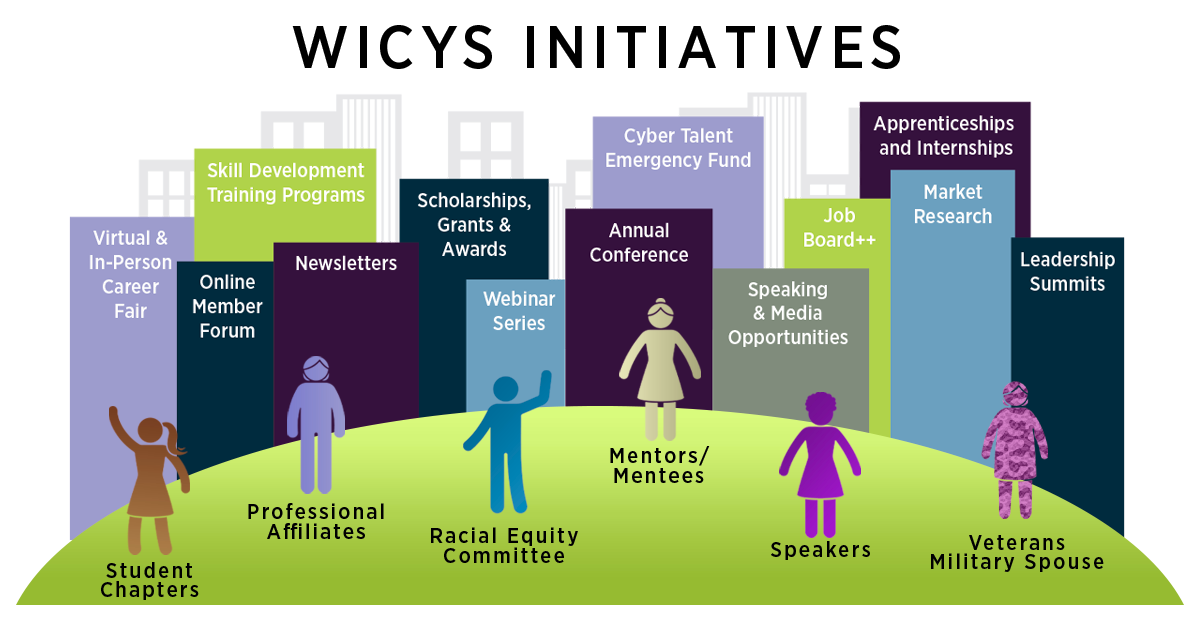 WICYS INITIATIVES
Virtual &
In-Person
Career
Fair
Skill Development
Training Programs
Online
Member
Forum
Newsletters
Scholarships,
Grants &
Awards
Webinar
Series
Cyber Talent
Emergency Fund
Annual
Conference
Speaking
& Media
Opportunities
Job
Board++
Apprenticeships
and Internships
Market
Research
Leadership
Summits
Student
Chapters
Professional
Affiliates
Racial Equity
Committee
Mentors/
Mentees
Speakers
Veterans
Military Spouse